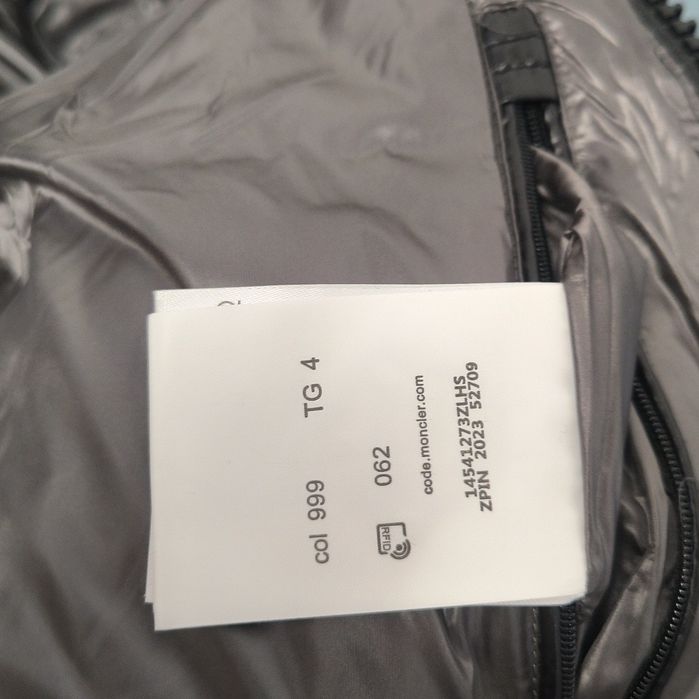 col 999 TG 4
RFID 062
code.moncler.com
14541273ZLHS
ZPIN 2023 52709